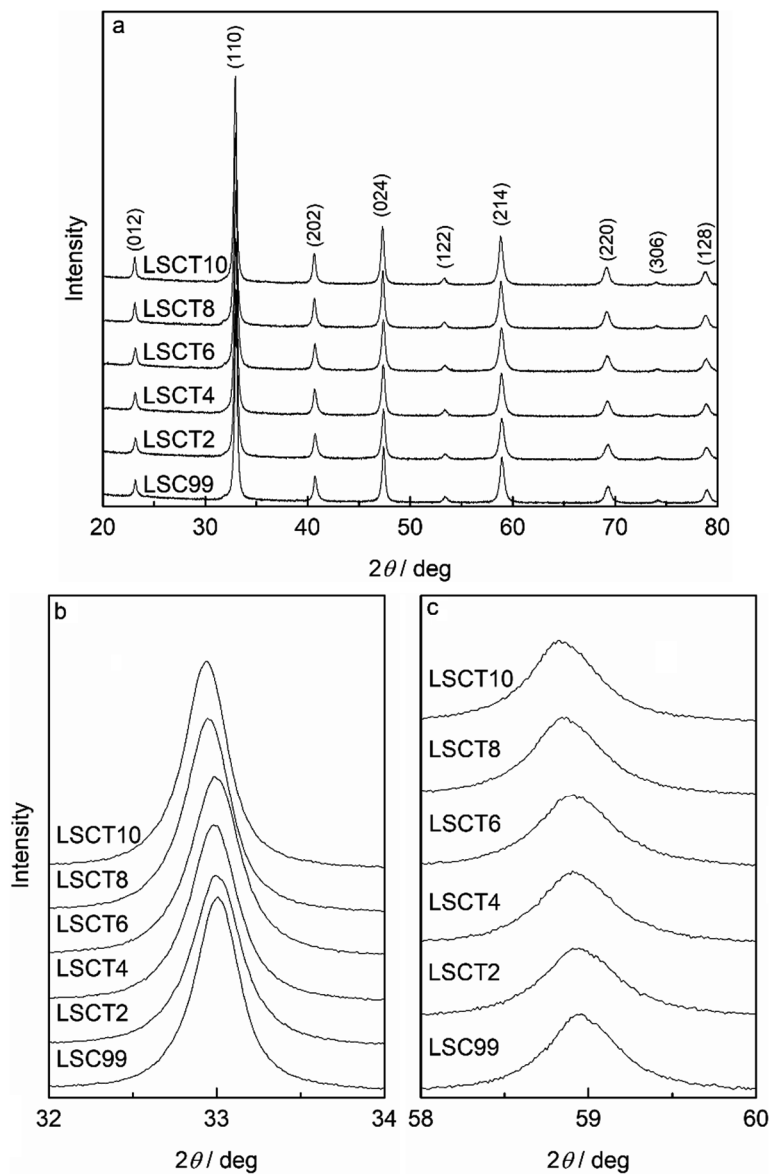 a
(012)
(110)
(202)
(024)
(122)
(214)
(220)
(306)
(128)
Intensity
LSCT10
LSCT8
LSCT6
LSCT4
LSCT2
LSC99
20 30 40 50 60 70 80
2θ / deg
b
Intensity
LSCT10
LSCT8
LSCT6
LSCT4
LSCT2
LSC99
32 33 34
2θ / deg
c
LSCT10
LSCT8
LSCT6
LSCT4
LSCT2
LSC99
58 59 60
2θ / deg